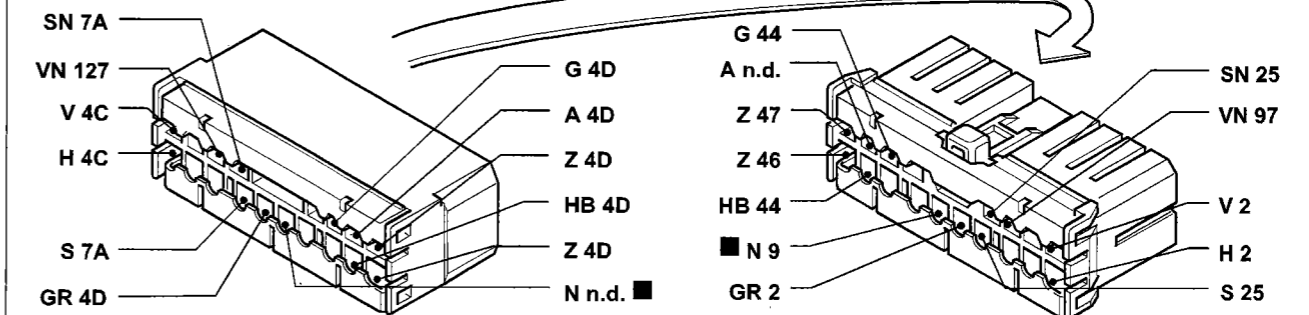 SN 7A
VN 127
V 4C
H 4C
S 7A
GR 4D
G 4D
A 4D
Z 4D
HB 4D
Z 4D
N n.d. ■
G 44
A n.d.
Z 47
Z 46
HB 44
■ N 9
GR 2
SN 25
VN 97
V 2
H 2
S 25